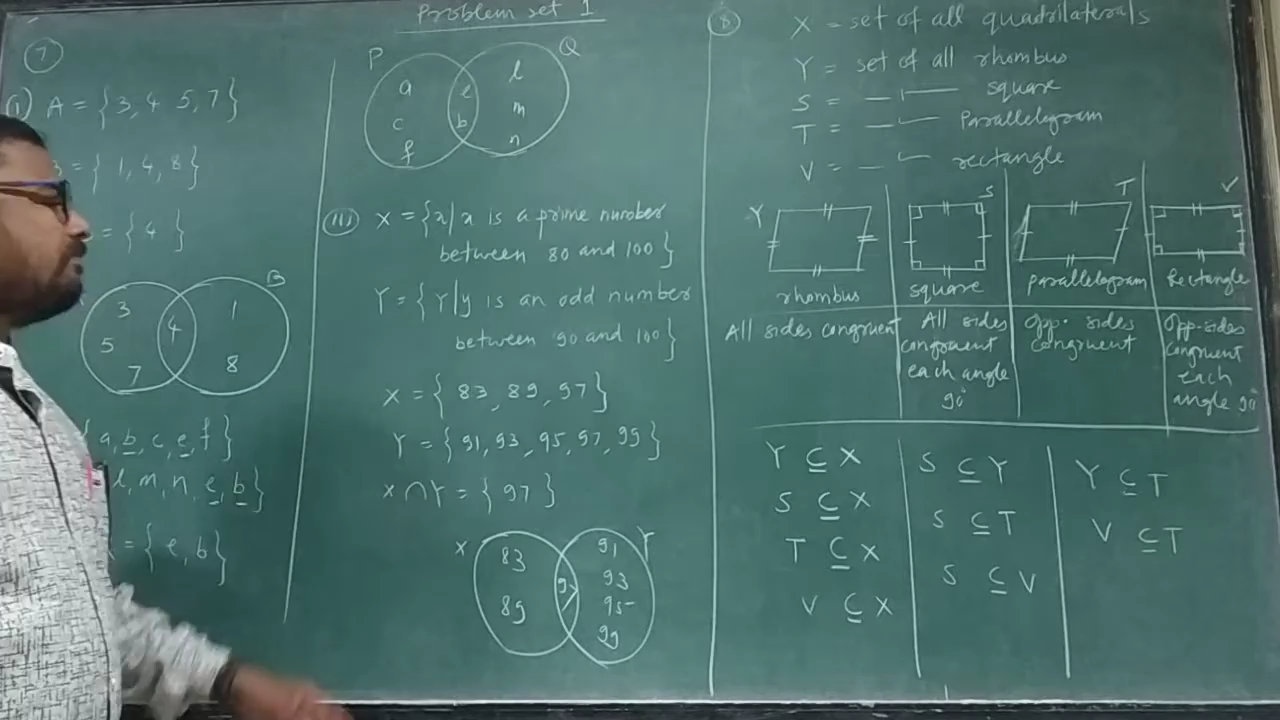 Problem set 1
7
i) A = {3, 4 5, 7}
= { 1, 4, 8}
= { 4 }
B
3
5
7
4
1
8
a, b, c, e, f}
l, m, n, e, b}
= { e, b}
P
Q
a
c
f
e
b
l
m
n
iii) X = {x/x is a prime number
between 80 and 100}
Y = {Y/y is an odd number
between 90 and 100}
X = { 83, 89, 97}
Y = {91, 93, 95, 97, 99}
X ∩ Y = { 97 }
X
Y
83
89
97
91
93
95
99
8
X = set of all quadrilaterals
Y = set of all rhombus
S = — " — square
T = — " — Parallelogram
V = — " — rectangle
Y
S
T
V
rhombus
square
parallelogram
Rectangle
All sides congruent
All sides
congruent
each angle
90°
Opp. sides
congruent
Opp-sides
congruent
each
angle 90°
Y ⊆ X
S ⊆ X
T ⊆ X
V ⊆ X
S ⊆ Y
S ⊆ T
S ⊆ V
Y ⊆ T
V ⊆ T